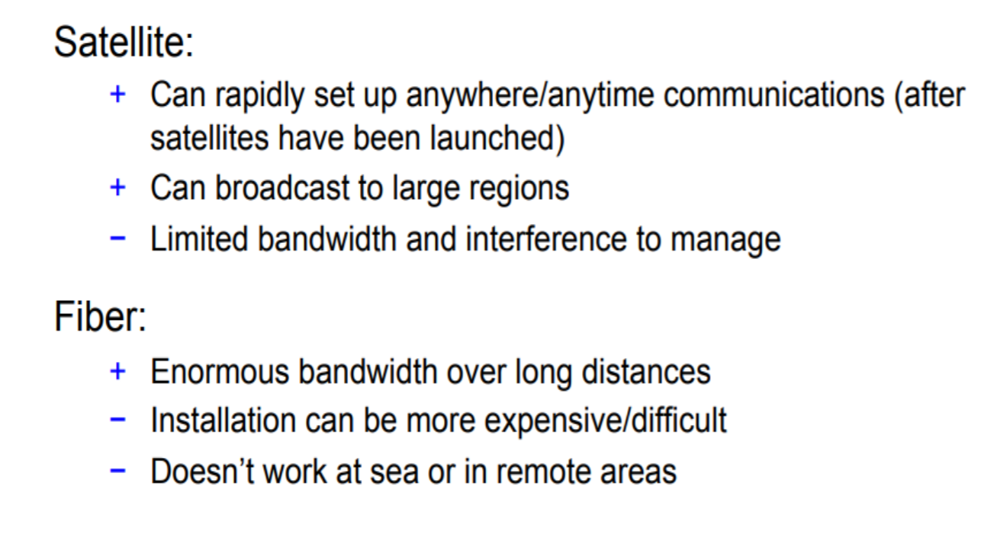 Satellite:
+ Can rapidly set up anywhere/anytime communications (after
satellites have been launched)
+ Can broadcast to large regions
− Limited bandwidth and interference to manage
Fiber:
+ Enormous bandwidth over long distances
− Installation can be more expensive/difficult
− Doesn’t work at sea or in remote areas